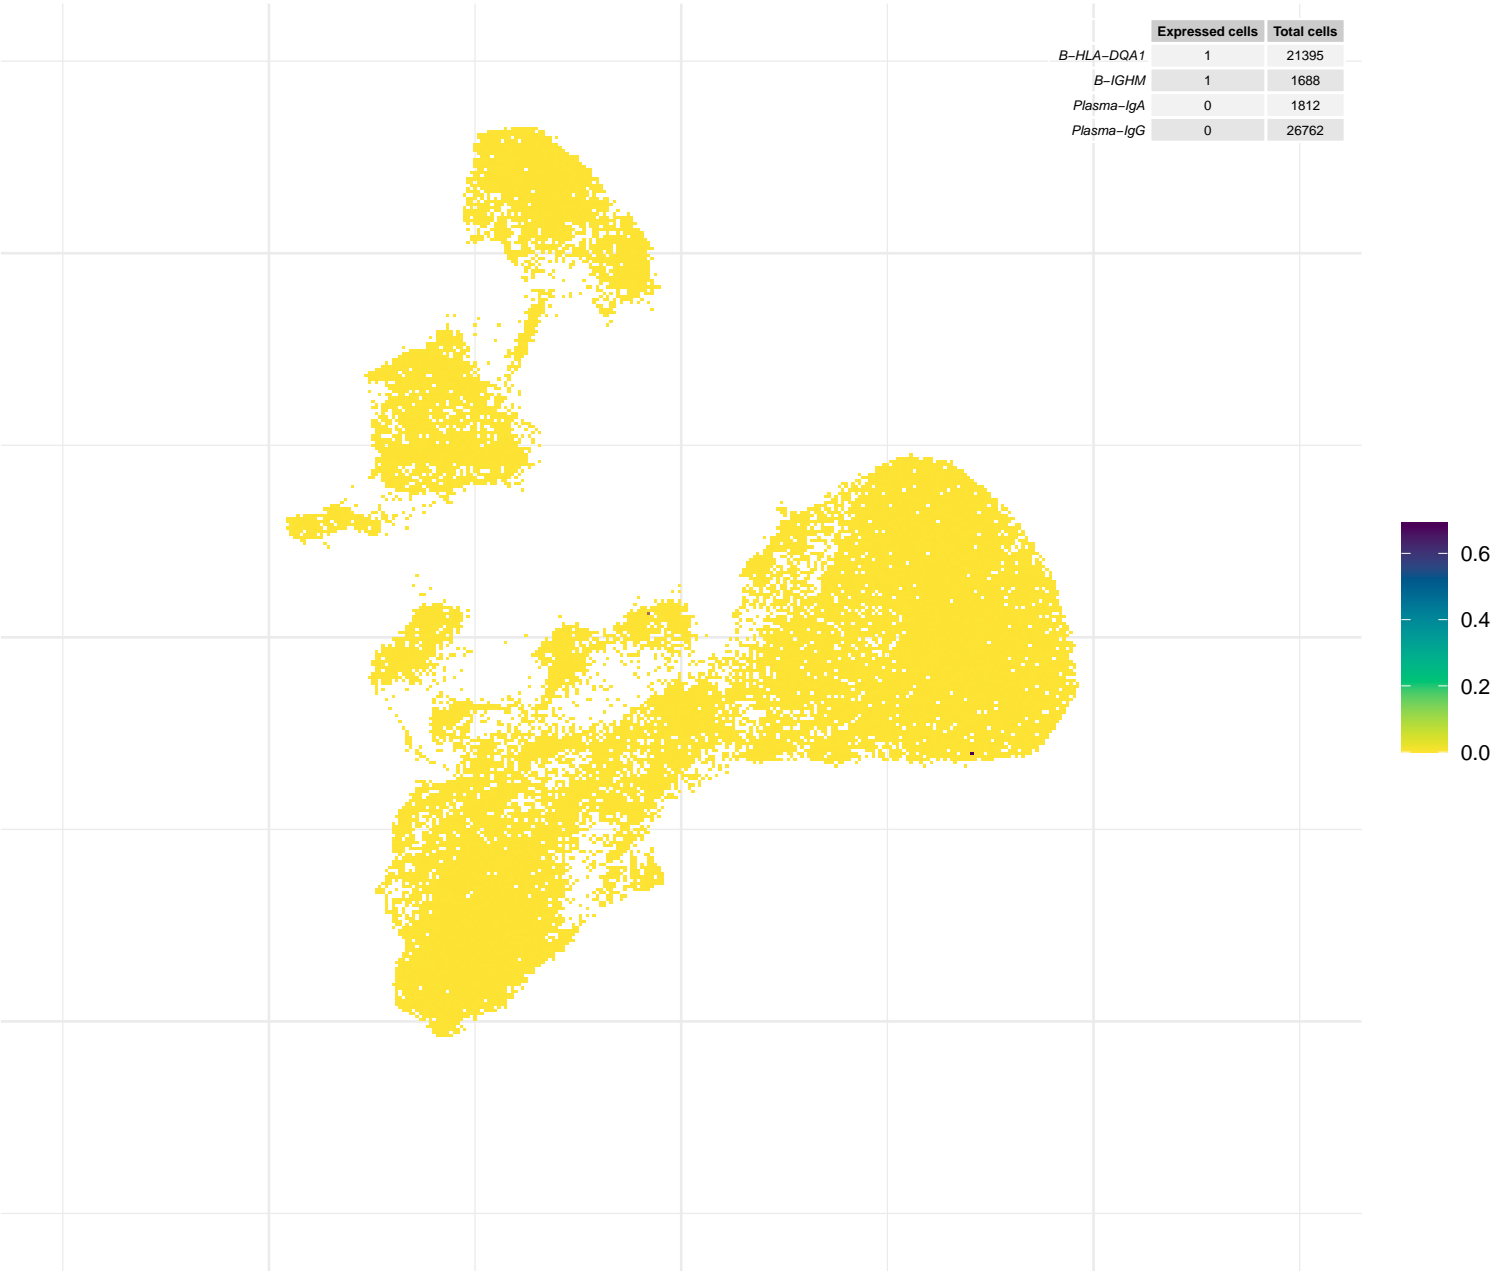 Expressed cells Total cells
B−HLA−DQA1 1 21395
B−IGHM 1 1688
Plasma−IgA 0 1812
Plasma−IgG 0 26762
0.6
0.4
0.2
0.0